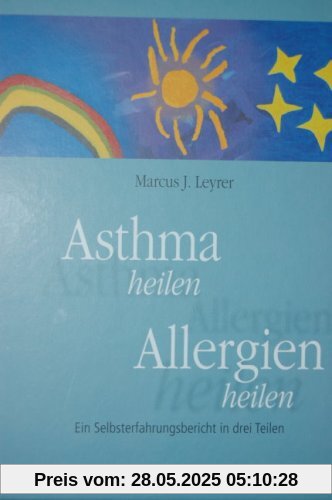 Marcus J. Leyrer
Asthma
heilen
Allergien
heilen
Ein Selbsterfahrungsbericht in drei Teilen
Preis vom: 28.05.2025 05:10:28